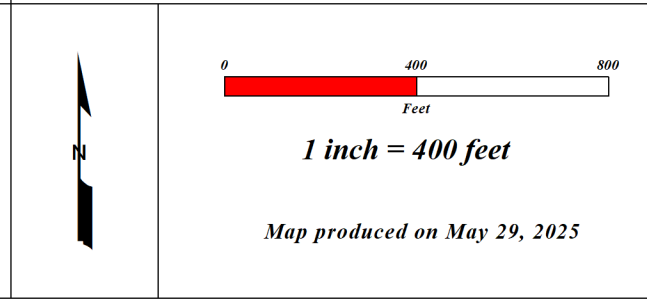 0 400 800
Feet
N
1 inch = 400 feet
Map produced on May 29, 2025